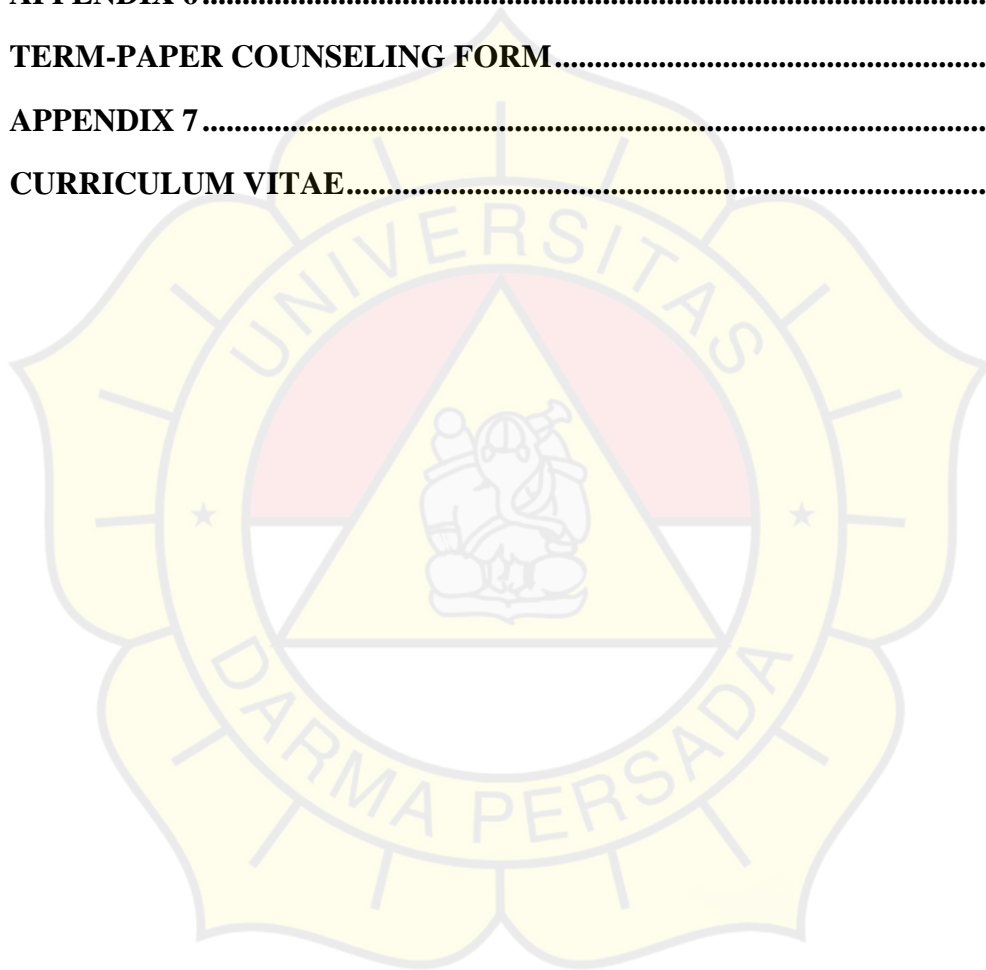 APPENDIX 6........................................................................................................
TERM-PAPER COUNSELING FORM......................................................
APPENDIX 7...................................................................................................
CURRICULUM VITAE.................................................................................
UNIVERSITAS
DARMA PERSADA